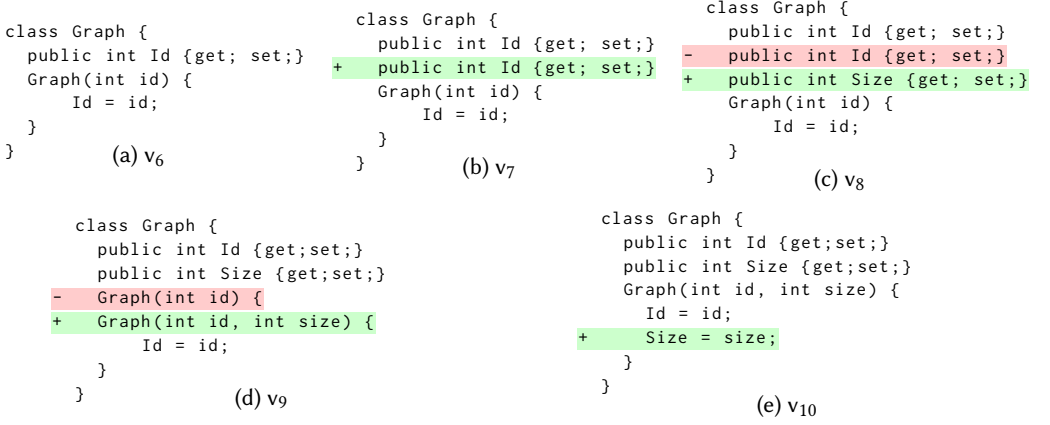 class Graph {
public int Id {get; set;}
Graph(int id) {
Id = id;
}
}
(a) v6
class Graph {
public int Id {get; set;}
+ public int Id {get; set;}
Graph(int id) {
Id = id;
}
}
(b) v7
class Graph {
public int Id {get; set;}
- public int Id {get; set;}
+ public int Size {get; set;}
Graph(int id) {
Id = id;
}
}
(c) v8
class Graph {
public int Id {get;set;}
public int Size {get;set;}
- Graph(int id) {
+ Graph(int id, int size) {
Id = id;
}
}
(d) v9
class Graph {
public int Id {get;set;}
public int Size {get;set;}
Graph(int id, int size) {
Id = id;
+ Size = size;
}
}
(e) v10